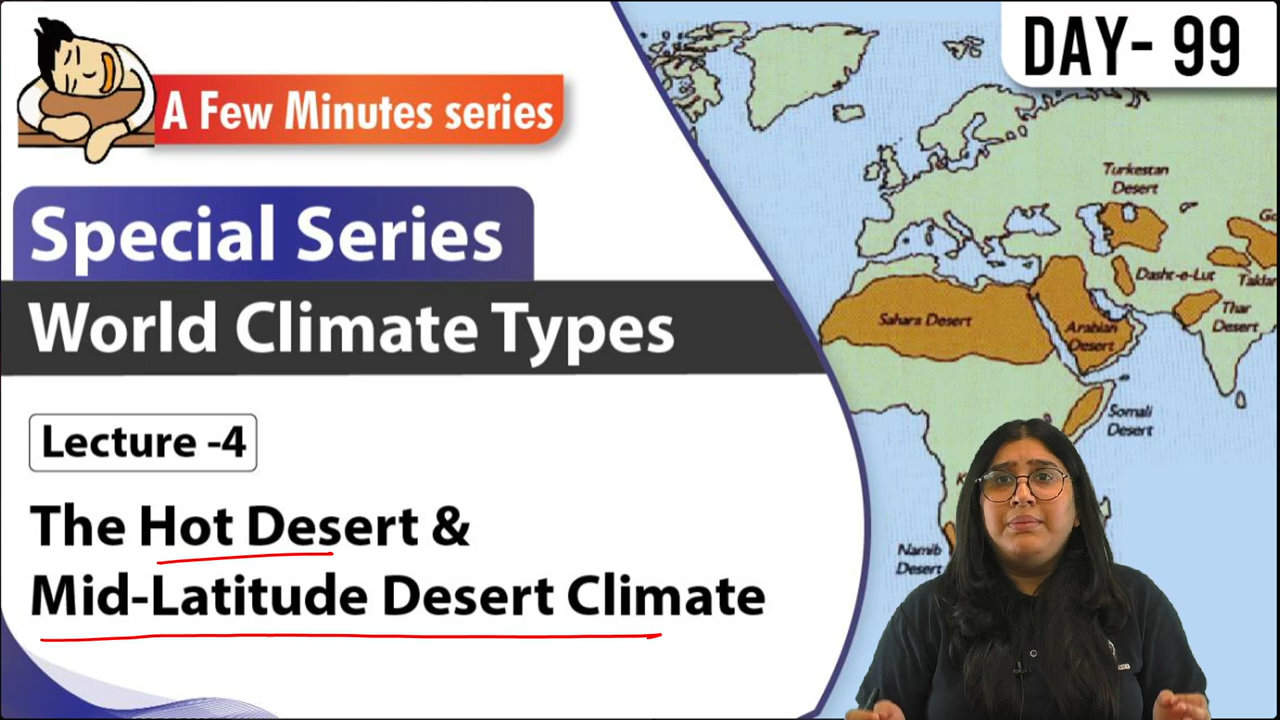 DAY- 99
A Few Minutes series
Special Series
World Climate Types
Lecture -4
The Hot Desert &
Mid-Latitude Desert Climate
Turkestan
Desert
Dasht-e-Lut
Thar
Desert
Sahara Desert
Arabian
Desert
Somali
Desert
Namib
Desert